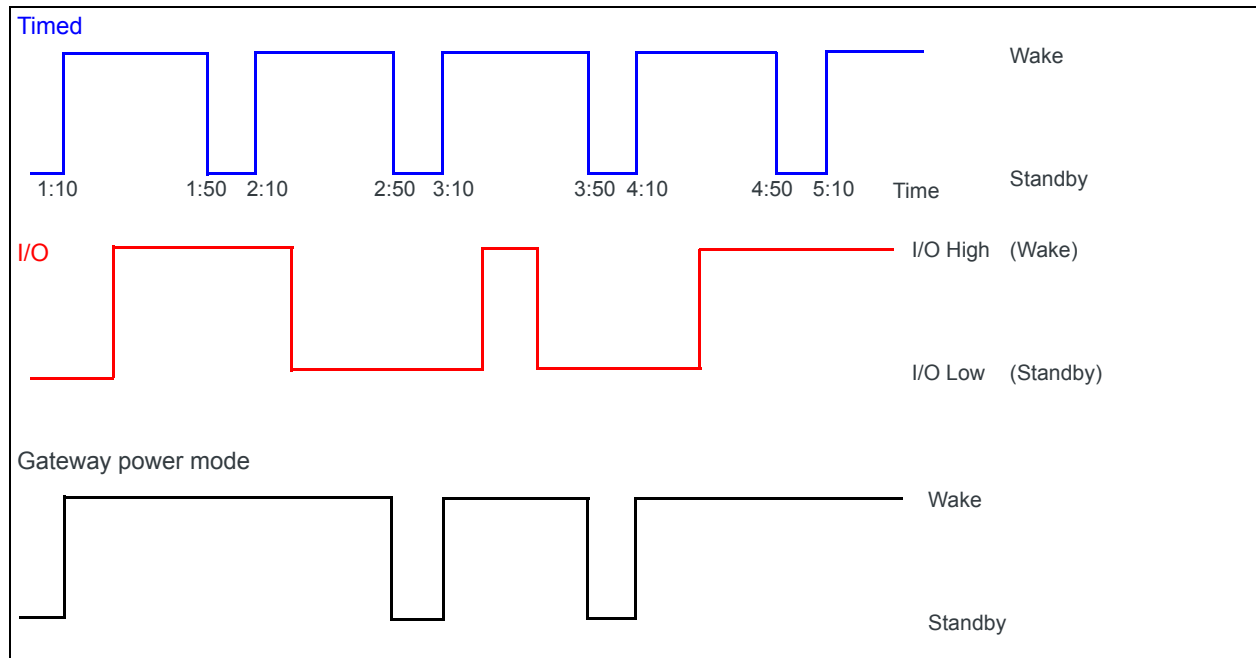 Timed
Wake
Standby
1:10 1:50 2:10 2:50 3:10 3:50 4:10 4:50 5:10 Time
I/O
I/O High (Wake)
I/O Low (Standby)
Gateway power mode
Wake
Standby